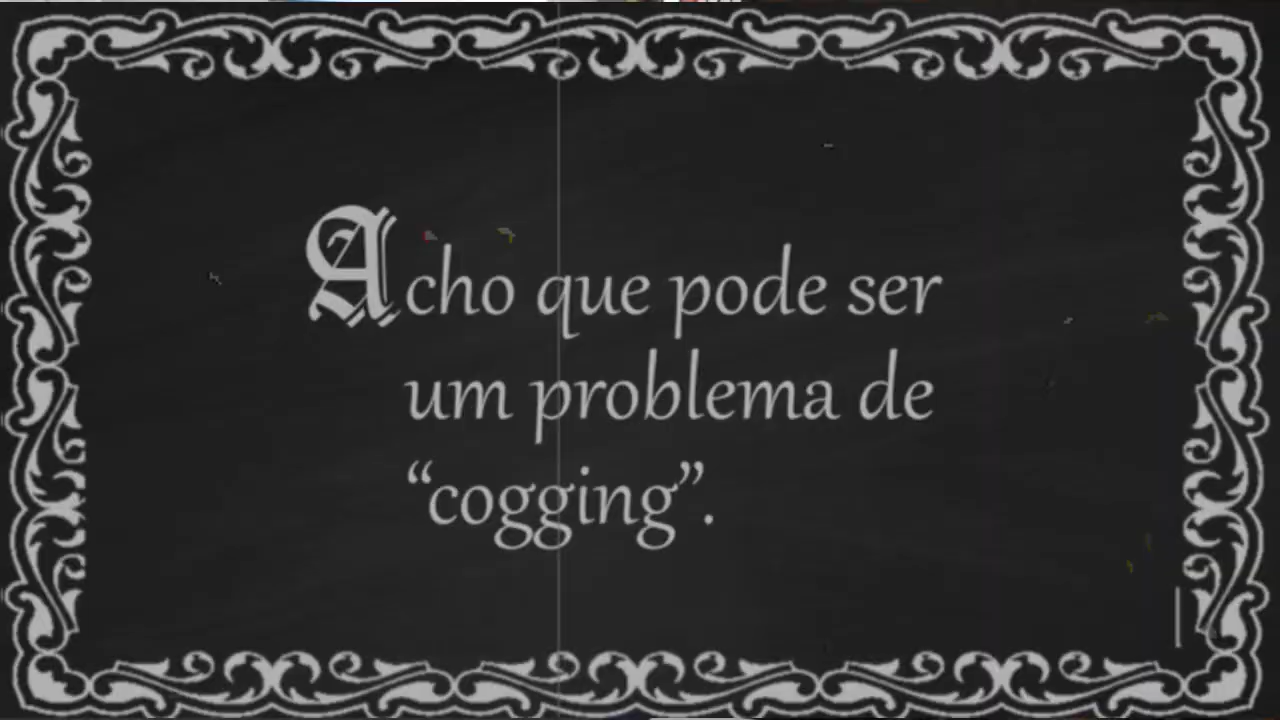 Acho que pode ser
um problema de
“cogging”.